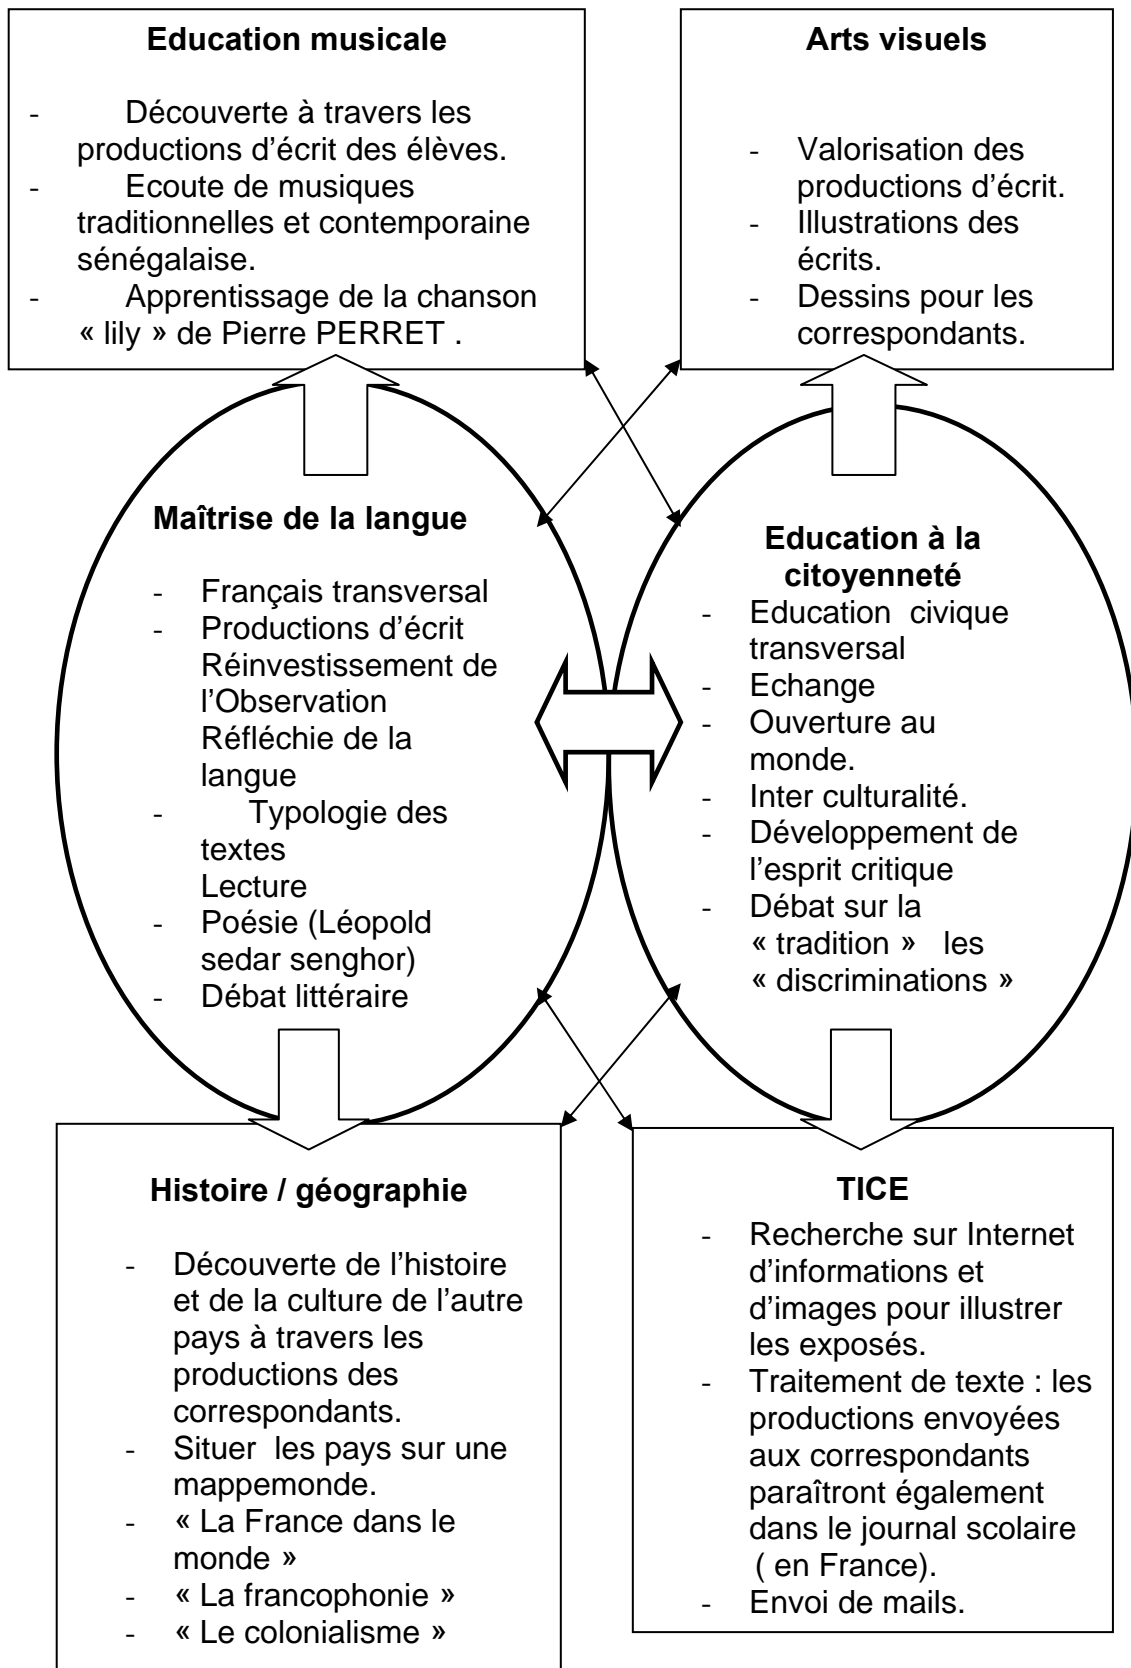 Education musicale
- Découverte à travers les
productions d’écrit des élèves.
- Ecoute de musiques
traditionnelles et contemporaine
sénégalaise.
- Apprentissage de la chanson
« lily » de Pierre PERRET .
Arts visuels
- Valorisation des
productions d’écrit.
- Illustrations des
écrits.
- Dessins pour les
correspondants.
Maîtrise de la langue
- Français transversal
- Productions d’écrit
Réinvestissement de
l’Observation
Réfléchie de la
langue
- Typologie des
textes
Lecture
- Poésie (Léopold
sedar senghor)
- Débat littéraire
Education à la
citoyenneté
- Education civique
transversal
- Echange
- Ouverture au
monde.
- Inter culturalité.
- Développement de
l’esprit critique
- Débat sur la
« tradition » les
« discriminations »
Histoire / géographie
- Découverte de l’histoire
et de la culture de l’autre
pays à travers les
productions des
correspondants.
- Situer les pays sur une
mappemonde.
- « La France dans le
monde »
- « La francophonie »
- « Le colonialisme »
TICE
- Recherche sur Internet
d’informations et
d’images pour illustrer
les exposés.
- Traitement de texte : les
productions envoyées
aux correspondants
paraîtront également
dans le journal scolaire
( en France).
- Envoi de mails.